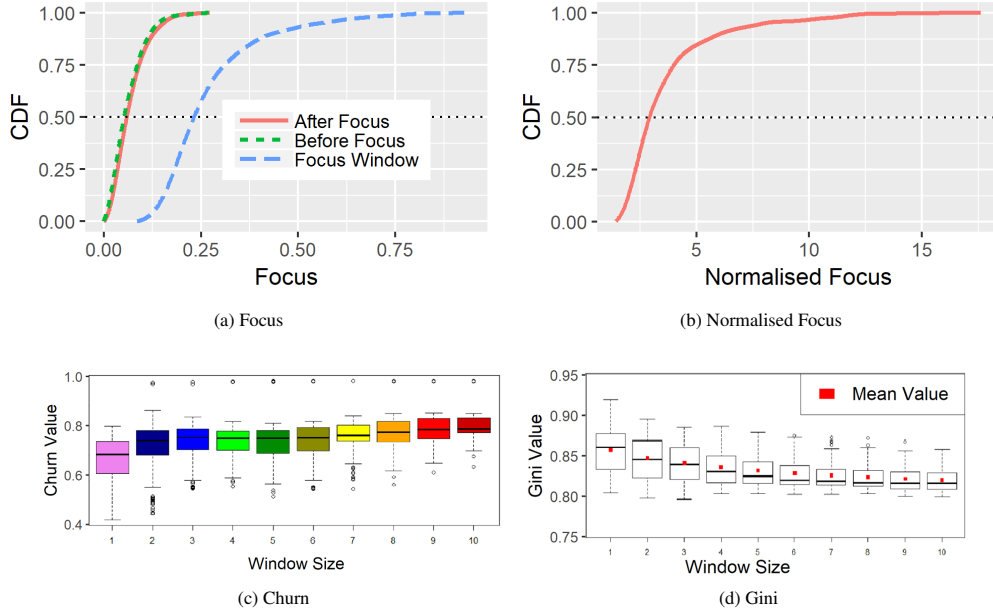 CDF
1.00
0.75
0.50
0.25
0.00
After Focus
Before Focus
Focus Window
0.00 0.25 0.50 0.75
Focus
(a) Focus
CDF
1.00
0.75
0.50
0.25
0.00
5 10 15
Normalised Focus
(b) Normalised Focus
Churn Value
1.0
0.8
0.6
0.4
1 2 3 4 5 6 7 8 9 10
Window Size
(c) Churn
Gini Value
0.95
0.90
0.85
0.80
0.75
Mean Value
1 2 3 4 5 6 7 8 9 10
Window Size
(d) Gini